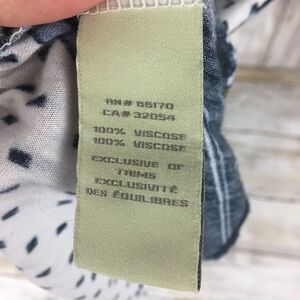 RN# 66170
CA# 32054
100% VISCOSE
100% VISCOSE
EXCLUSIVE OF
TRIMS
EXCLUSIVITÉ
DES ÉQUILIBRES